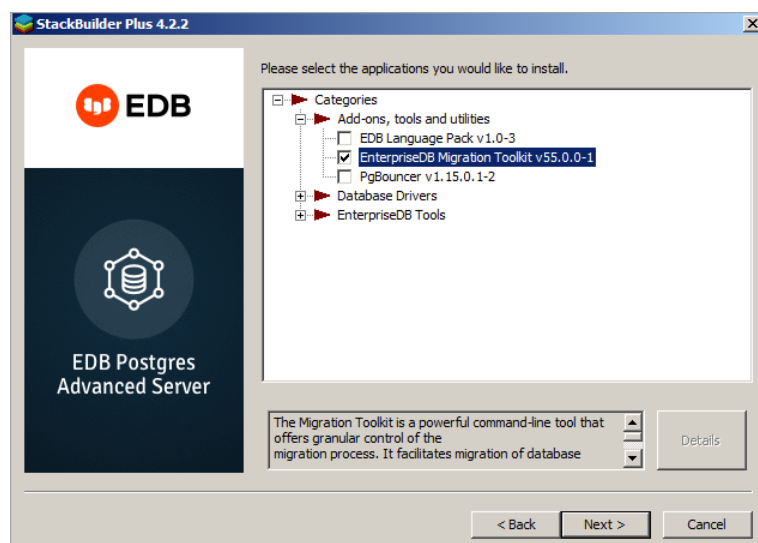 StackBuilder Plus 4.2.2
EDB
EDB Postgres
Advanced Server
Please select the applications you would like to install.
Categories
Add-ons, tools and utilities
EDB Language Pack v1.0-3
EnterpriseDB Migration Toolkit v55.0.0-1
PgBouncer v1.15.0.1-2
Database Drivers
EnterpriseDB Tools
The Migration Toolkit is a powerful command-line tool that
offers granular control of the
migration process. It facilitates migration of database
Details
< Back Next > Cancel